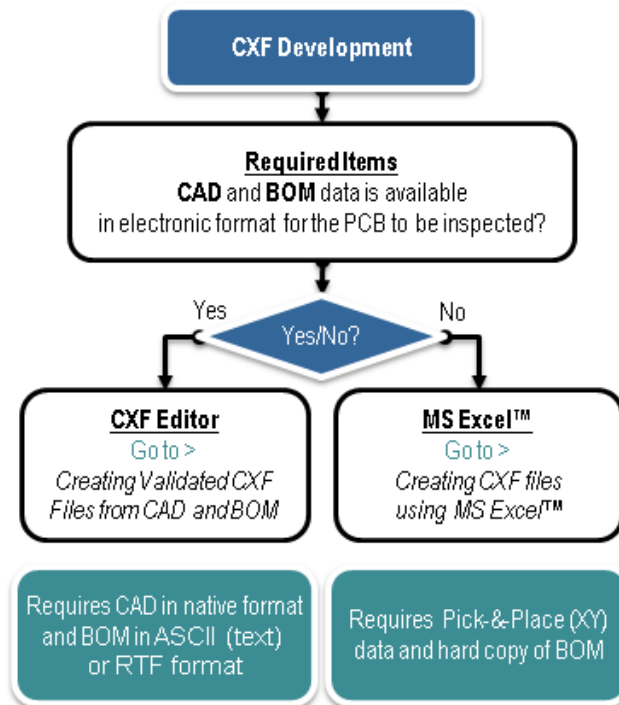 CXF Development
Required Items
CAD and BOM data is available
in electronic format for the PCB to be inspected?
Yes
No
Yes/No?
CXF Editor
Go to >
Creating Validated CXF
Files from CAD and BOM
MS Excel™
Go to >
Creating CXF files
using MS Excel™
Requires CAD in native format
and BOM in ASCII (text)
or RTF format
Requires Pick-&-Place (XY)
data and hard copy of BOM